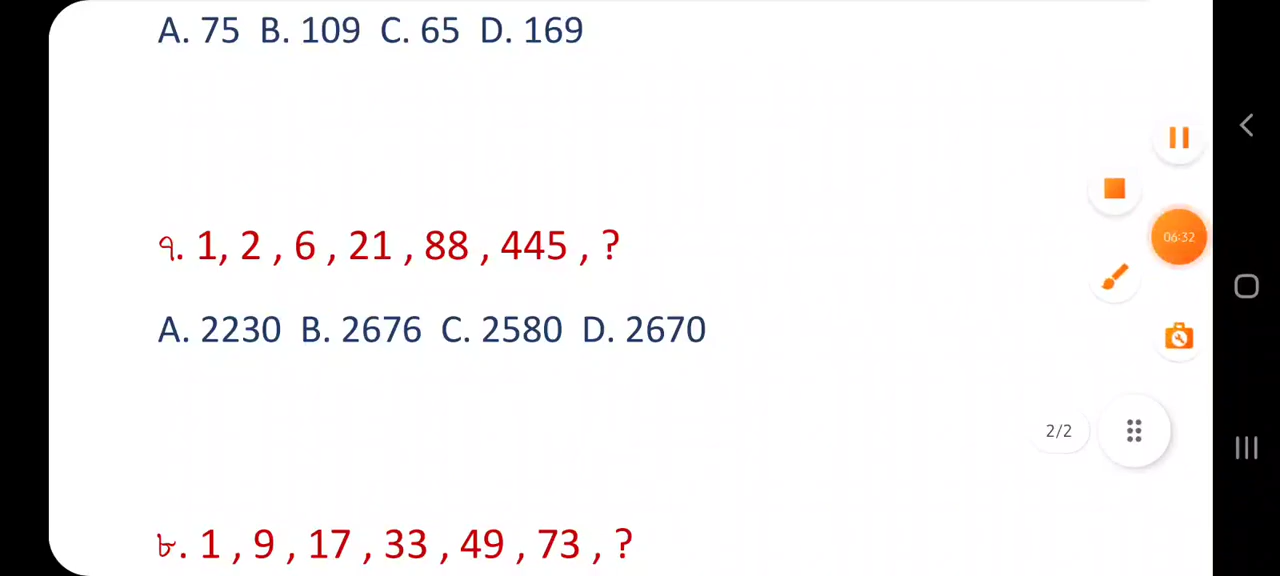 A. 75 B. 109 C. 65 D. 169
৭. 1, 2 , 6 , 21 , 88 , 445 , ?
06:32
A. 2230 B. 2676 C. 2580 D. 2670
2/2
৮. 1 , 9 , 17 , 33 , 49 , 73 , ?